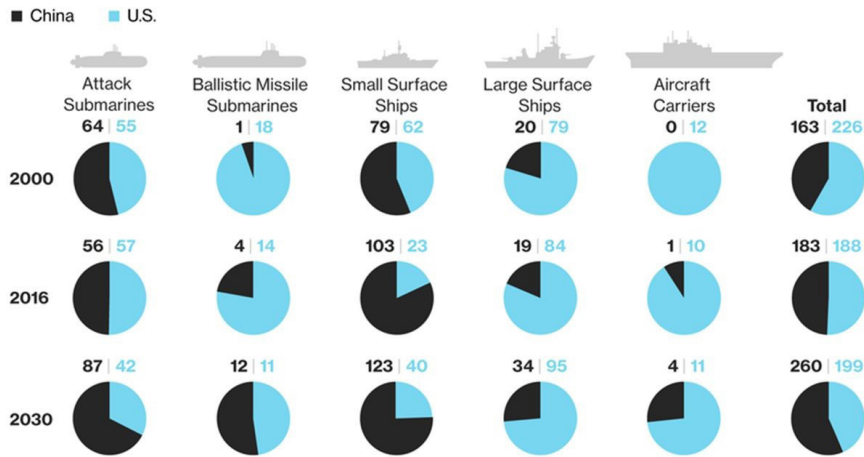 China U.S.
Attack Submarines
Ballistic Missile Submarines
Small Surface Ships
Large Surface Ships
Aircraft Carriers
Total
2000
64 | 55
1 | 18
79 | 62
20 | 79
0 | 12
163 | 226
2016
56 | 57
4 | 14
103 | 23
19 | 84
1 | 10
183 | 188
2030
87 | 42
12 | 11
123 | 40
34 | 95
4 | 11
260 | 199